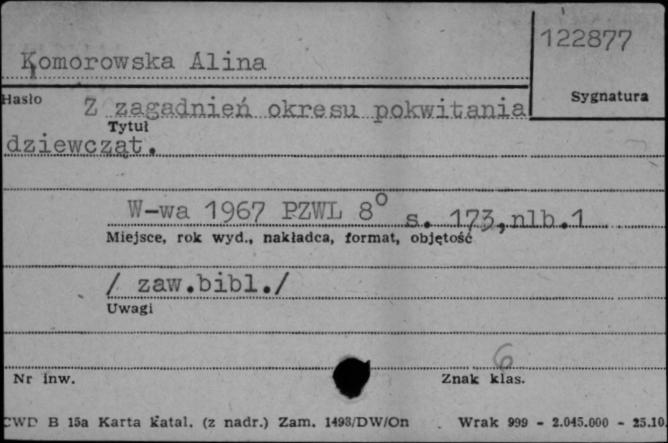 122877
Komorowska Alina
Hasło
Sygnatura
Z zagadnień okresu pokwitania
Tytuł
dziewcząt.
W-wa 1967 PZWL 8° s. 173,nlb.1
Miejsce, rok wyd., nakładca, format, objętość
/ zaw.bibl./
Uwagi
6
Nr inw. Znak klas.
CWD B 15a Karta katal. (z nadr.) Zam. 1493/DW/On Wrak 999 - 2.045.000 - 25.10